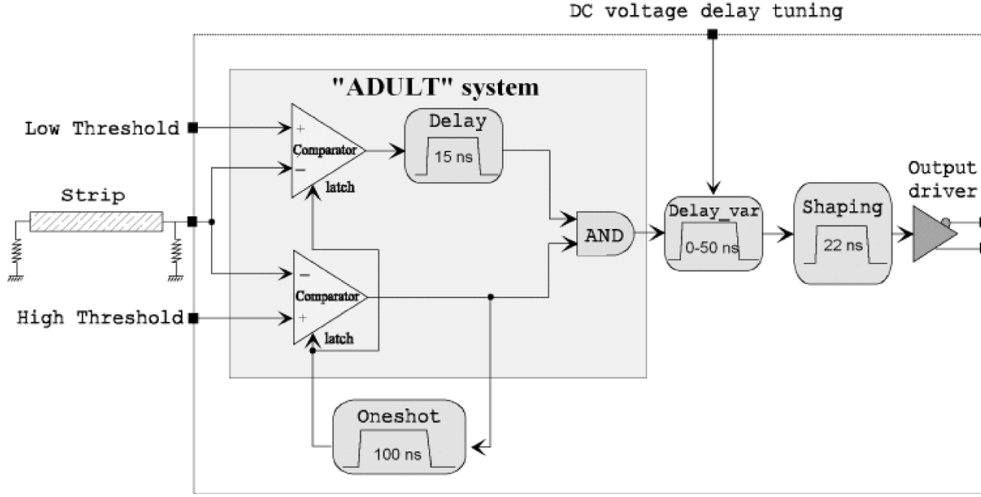 DC voltage delay tuning
"ADULT" system
Low Threshold
+
Comparator
−
latch
Delay
15 ns
Strip
Output
driver
Delay_var
0-50 ns
Shaping
22 ns
AND
−
Comparator
+
latch
High Threshold
Oneshot
100 ns